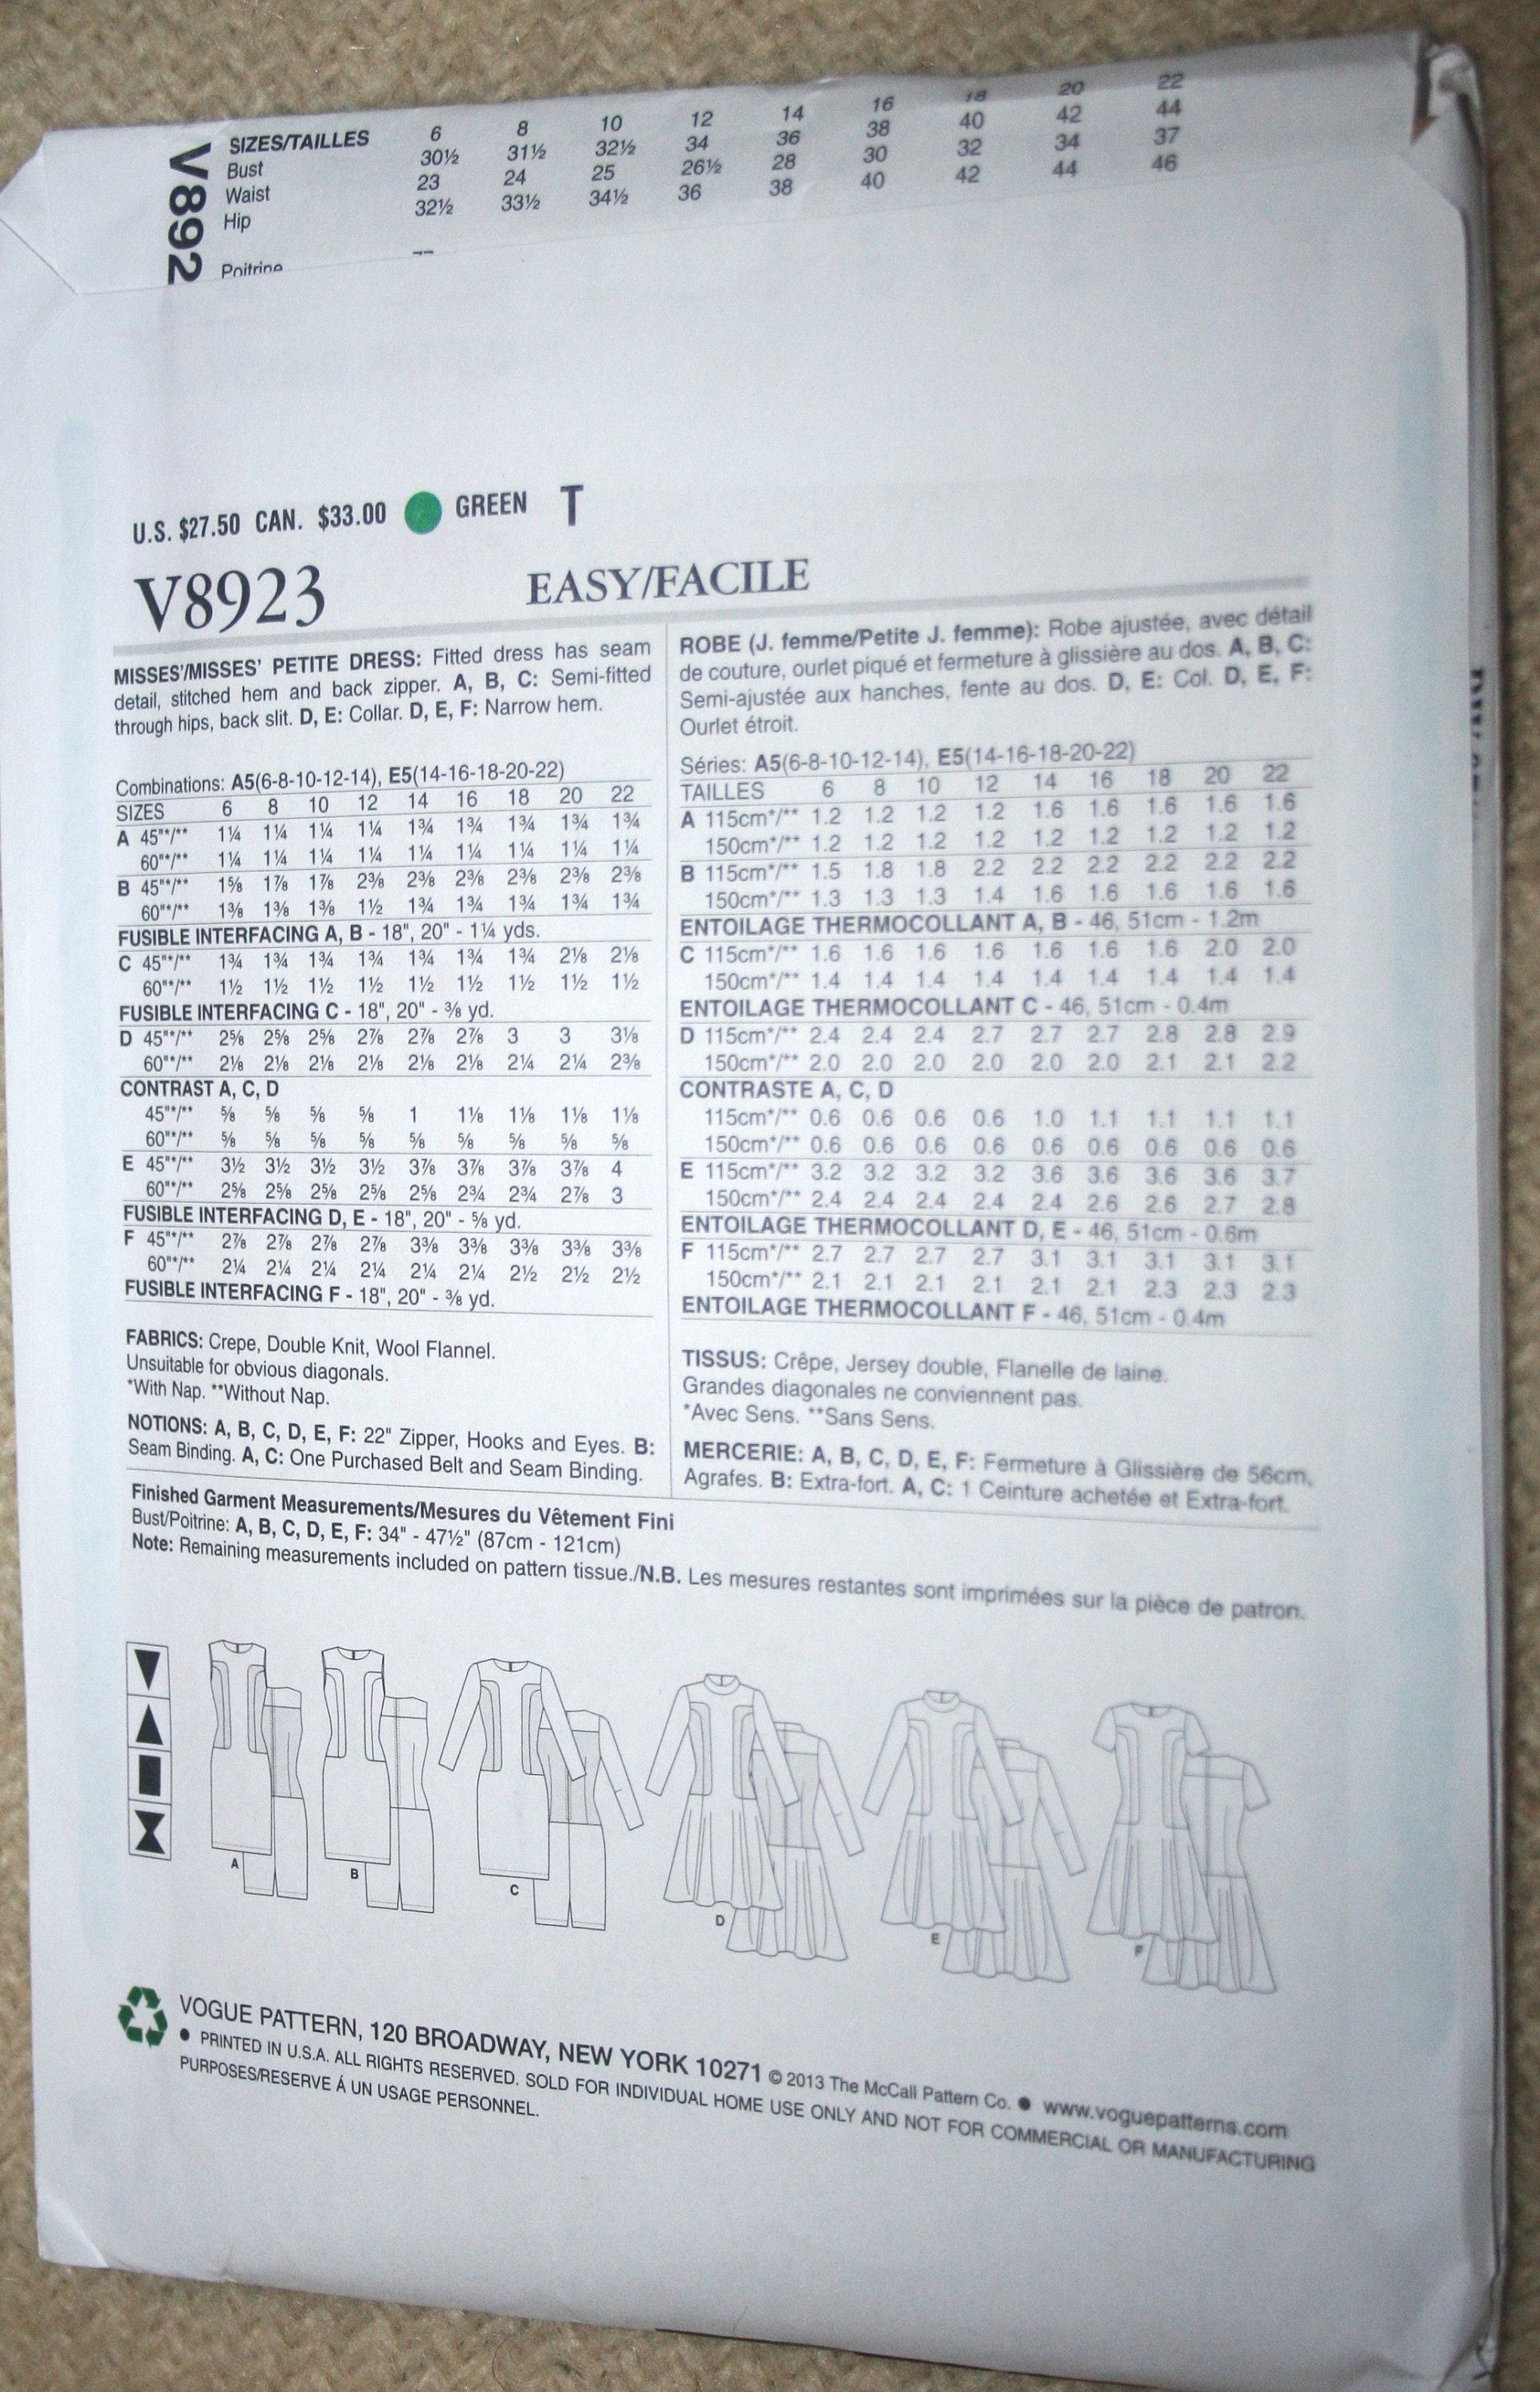 V892
SIZES/TAILLES 6 8 10 12 14 16 18 20 22
Bust 30½ 31½ 32½ 34 36 38 40 42 44
Waist 23 24 25 26½ 28 30 32 34 37
Hip 32½ 33½ 34½ 36 38 40 42 44 46
Poitrine
U.S. $27.50 CAN. $33.00 GREEN T
V8923 EASY/FACILE
MISSES'/MISSES' PETITE DRESS: Fitted dress has seam
detail, stitched hem and back zipper. A, B, C: Semi-fitted
through hips, back slit. D, E: Collar. D, E, F: Narrow hem.
Combinations: A5(6-8-10-12-14), E5(14-16-18-20-22)
SIZES 6 8 10 12 14 16 18 20 22
A 45"*/** 1¼ 1¼ 1¼ 1¼ 1¾ 1¾ 1¾ 1¾ 1¾
60"*/** 1¼ 1¼ 1¼ 1¼ 1¼ 1¼ 1¼ 1¼ 1¼
B 45"*/** 1⅝ 1⅞ 1⅞ 2⅜ 2⅜ 2⅜ 2⅜ 2⅜ 2⅜
60"*/** 1⅜ 1⅜ 1⅜ 1½ 1¾ 1¾ 1¾ 1¾ 1¾
FUSIBLE INTERFACING A, B - 18", 20" - 1¼ yds.
C 45"*/** 1¾ 1¾ 1¾ 1¾ 1¾ 1¾ 1¾ 2⅛ 2⅛
60"*/** 1½ 1½ 1½ 1½ 1½ 1½ 1½ 1½ 1½
FUSIBLE INTERFACING C - 18", 20" - ⅜ yd.
D 45"*/** 2⅝ 2⅝ 2⅝ 2⅞ 2⅞ 2⅞ 3 3 3⅛
60"*/** 2⅛ 2⅛ 2⅛ 2⅛ 2⅛ 2⅛ 2¼ 2¼ 2⅜
CONTRAST A, C, D
45"*/** ⅝ ⅝ ⅝ ⅝ 1 1⅛ 1⅛ 1⅛ 1⅛
60"*/** ⅝ ⅝ ⅝ ⅝ ⅝ ⅝ ⅝ ⅝ ⅝
E 45"*/** 3½ 3½ 3½ 3½ 3⅞ 3⅞ 3⅞ 3⅞ 4
60"*/** 2⅝ 2⅝ 2⅝ 2⅝ 2⅝ 2¾ 2¾ 2⅞ 3
FUSIBLE INTERFACING D, E - 18", 20" - ⅝ yd.
F 45"*/** 2⅞ 2⅞ 2⅞ 2⅞ 3⅜ 3⅜ 3⅜ 3⅜ 3⅜
60"*/** 2¼ 2¼ 2¼ 2¼ 2¼ 2¼ 2½ 2½ 2½
FUSIBLE INTERFACING F - 18", 20" - ⅜ yd.
FABRICS: Crepe, Double Knit, Wool Flannel.
Unsuitable for obvious diagonals.
*With Nap. **Without Nap.
NOTIONS: A, B, C, D, E, F: 22" Zipper, Hooks and Eyes. B:
Seam Binding. A, C: One Purchased Belt and Seam Binding.
ROBE (J. femme/Petite J. femme): Robe ajustée, avec détail
de couture, ourlet piqué et fermeture à glissière au dos. A, B, C:
Semi-ajustée aux hanches, fente au dos. D, E: Col. D, E, F:
Ourlet étroit.
Séries: A5(6-8-10-12-14), E5(14-16-18-20-22)
TAILLES 6 8 10 12 14 16 18 20 22
A 115cm*/** 1.2 1.2 1.2 1.2 1.6 1.6 1.6 1.6 1.6
150cm*/** 1.2 1.2 1.2 1.2 1.2 1.2 1.2 1.2 1.2
B 115cm*/** 1.5 1.8 1.8 2.2 2.2 2.2 2.2 2.2 2.2
150cm*/** 1.3 1.3 1.3 1.4 1.6 1.6 1.6 1.6 1.6
ENTOILAGE THERMOCOLLANT A, B - 46, 51cm - 1.2m
C 115cm*/** 1.6 1.6 1.6 1.6 1.6 1.6 1.6 2.0 2.0
150cm*/** 1.4 1.4 1.4 1.4 1.4 1.4 1.4 1.4 1.4
ENTOILAGE THERMOCOLLANT C - 46, 51cm - 0.4m
D 115cm*/** 2.4 2.4 2.4 2.7 2.7 2.7 2.8 2.8 2.9
150cm*/** 2.0 2.0 2.0 2.0 2.0 2.0 2.1 2.1 2.2
CONTRASTE A, C, D
115cm*/** 0.6 0.6 0.6 0.6 1.0 1.1 1.1 1.1 1.1
150cm*/** 0.6 0.6 0.6 0.6 0.6 0.6 0.6 0.6 0.6
E 115cm*/** 3.2 3.2 3.2 3.2 3.6 3.6 3.6 3.6 3.7
150cm*/** 2.4 2.4 2.4 2.4 2.4 2.6 2.6 2.7 2.8
ENTOILAGE THERMOCOLLANT D, E - 46, 51cm - 0.6m
F 115cm*/** 2.7 2.7 2.7 2.7 3.1 3.1 3.1 3.1 3.1
150cm*/** 2.1 2.1 2.1 2.1 2.1 2.1 2.3 2.3 2.3
ENTOILAGE THERMOCOLLANT F - 46, 51cm - 0.4m
TISSUS: Crêpe, Jersey double, Flanelle de laine.
Grandes diagonales ne conviennent pas.
*Avec Sens. **Sans Sens.
MERCERIE: A, B, C, D, E, F: Fermeture à Glissière de 56cm,
Agrafes. B: Extra-fort. A, C: 1 Ceinture achetée et Extra-fort.
Finished Garment Measurements/Mesures du Vêtement Fini
Bust/Poitrine: A, B, C, D, E, F: 34" - 47½" (87cm - 121cm)
Note: Remaining measurements included on pattern tissue./N.B. Les mesures restantes sont imprimées sur la pièce de patron.
A B C D E F
VOGUE PATTERN, 120 BROADWAY, NEW YORK 10271 © 2013 The McCall Pattern Co. ● www.voguepatterns.com
● PRINTED IN U.S.A. ALL RIGHTS RESERVED. SOLD FOR INDIVIDUAL HOME USE ONLY AND NOT FOR COMMERCIAL OR MANUFACTURING
PURPOSES/RESERVE Á UN USAGE PERSONNEL.